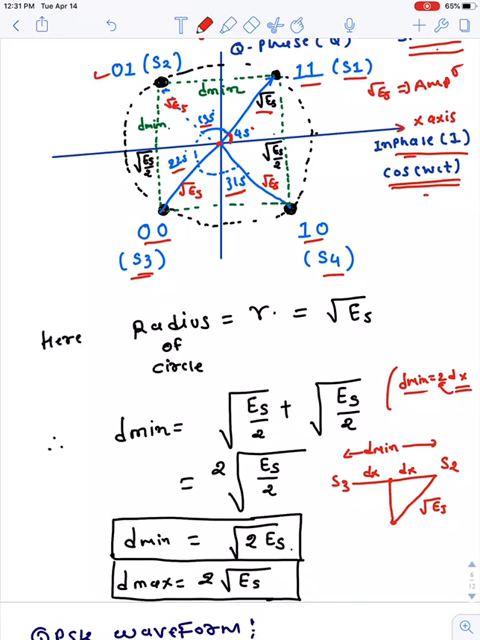 12:31 PM Tue Apr 14
65%
Q-phase(Q)
01 (S2)
11 (S1)
dmin
√Es
√Es
√Es => Amp
dmin
135°
45°
x axis
Inphase (I)
√Es/2
√Es/2
225°
cos(wct)
√Es
315
√Es
00
10
(S3)
(S4)
Here Radius = r. = √Es
of
circle
(dmin=2dx
∴ dmin = √Es/2 + √Es/2
dmin
= 2√Es/2
S3 dx dx S2
√Es
dmin = √2Es.
dmax = 2√Es
6
12
QPSK waveform: